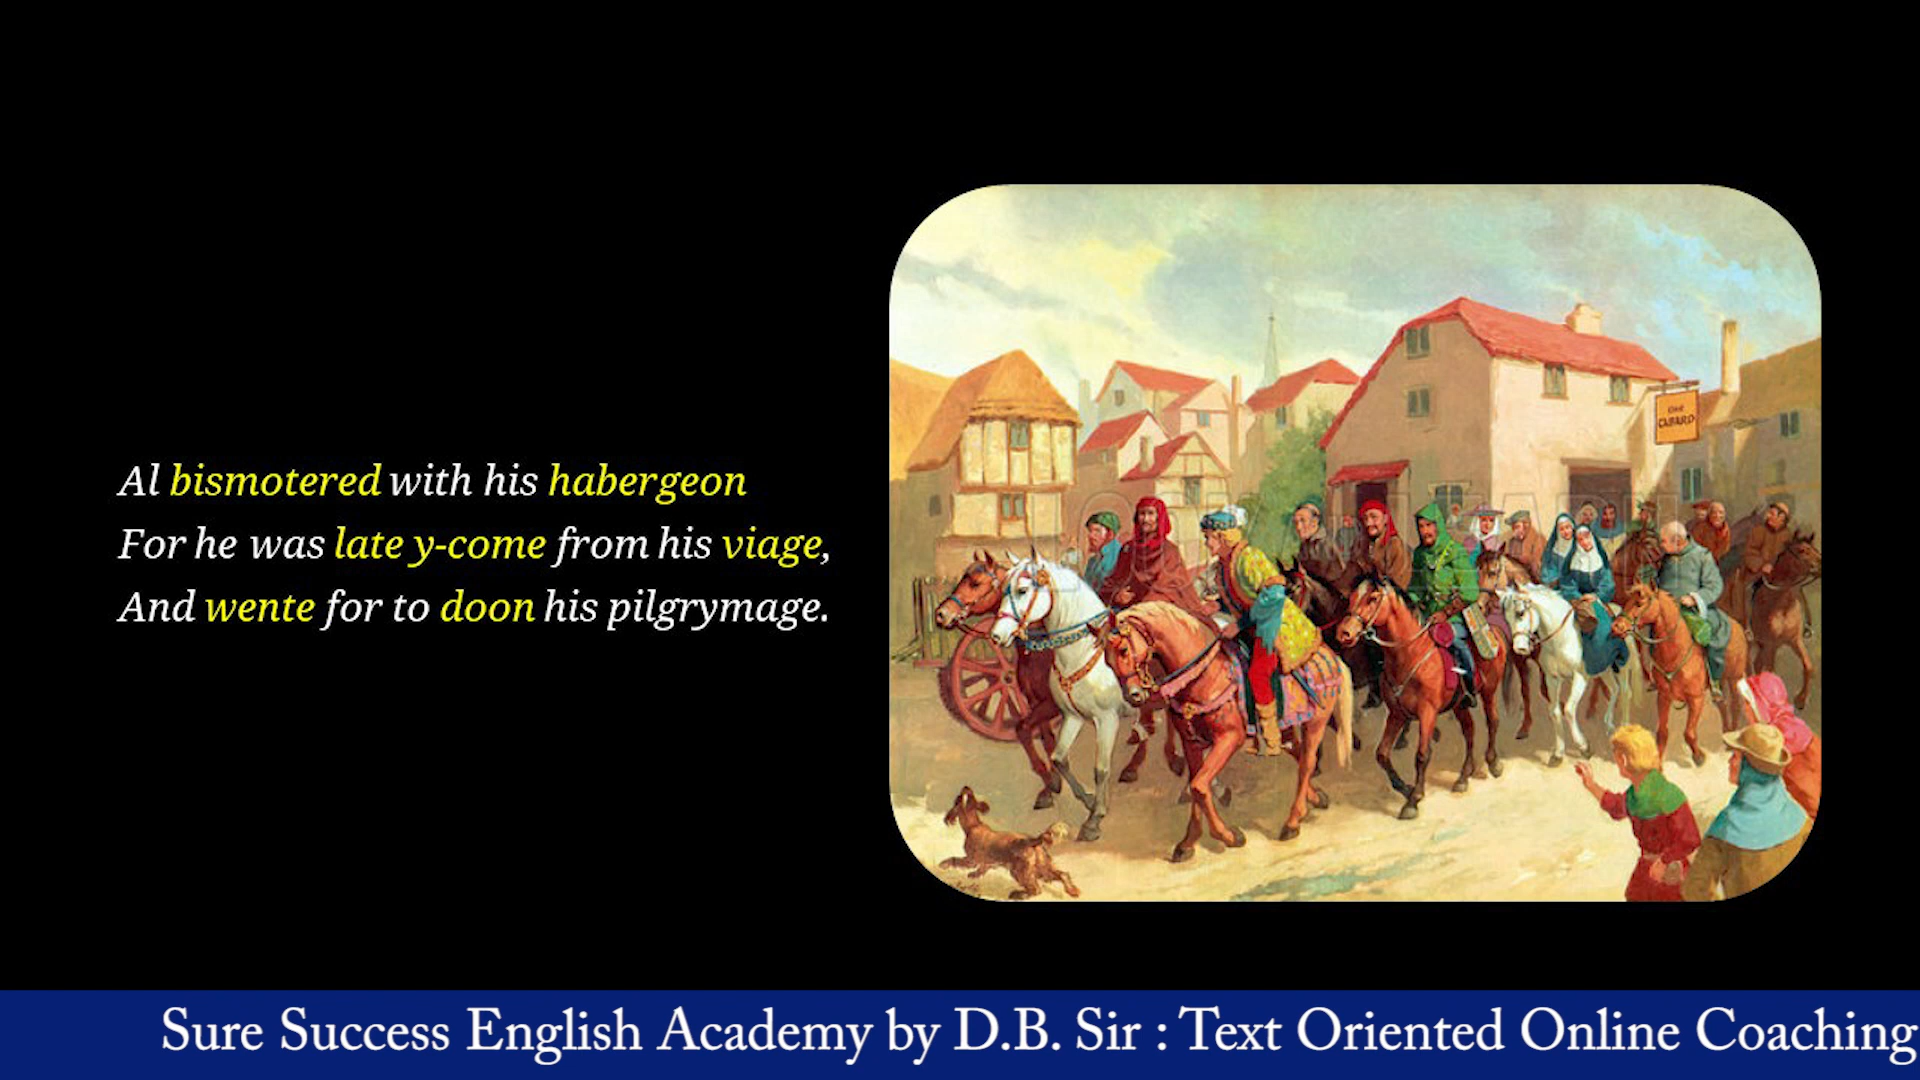 Al bismotered with his habergeon
For he was late y-come from his viage,
And wente for to doon his pilgrymage.
TABARD
Sure Success English Academy by D.B. Sir : Text Oriented Online Coaching